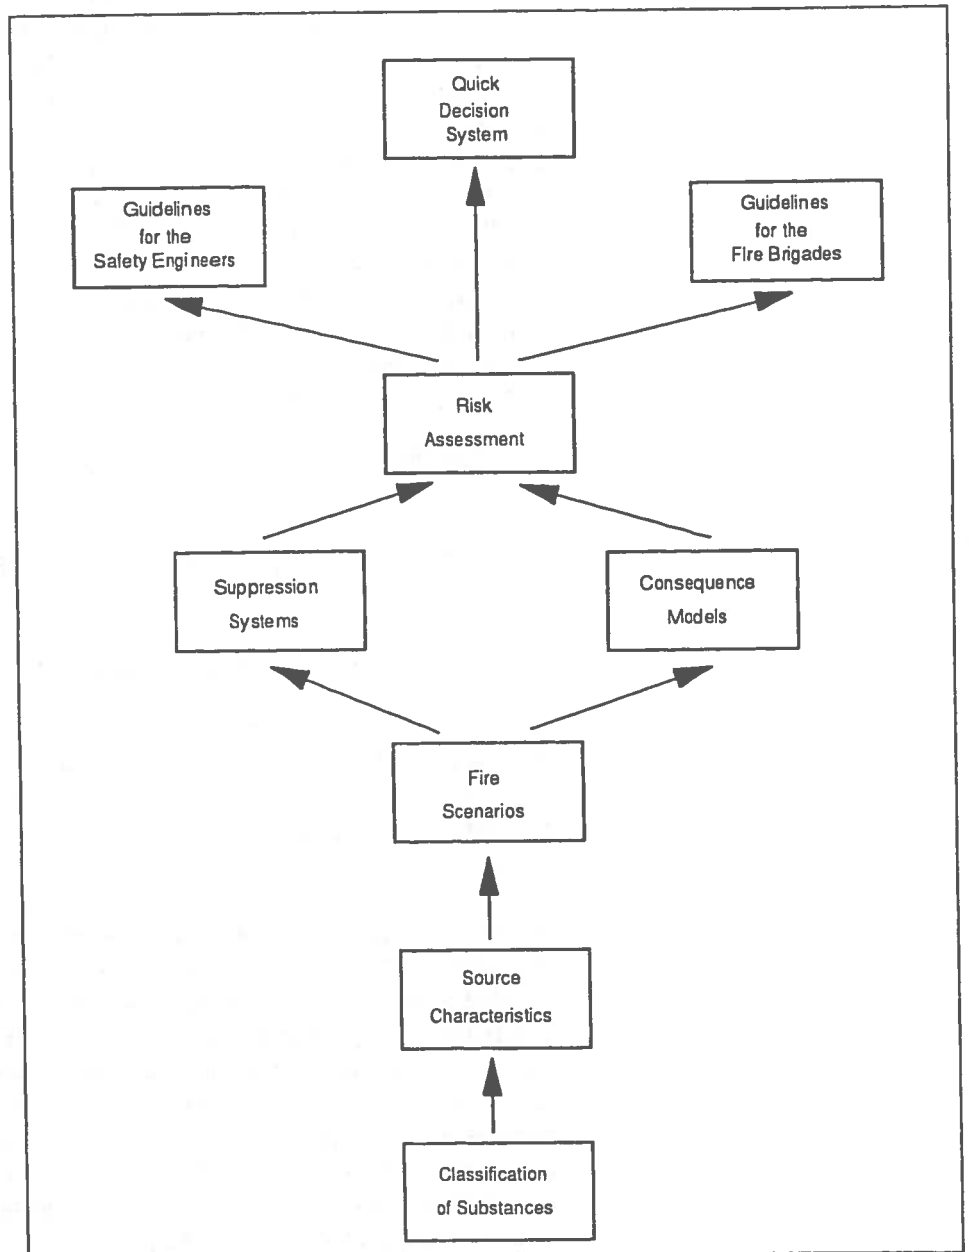 Quick
Decision
System
Guidelines
for the
Safety Engineers
Guidelines
for the
Fire Brigades
Risk
Assessment
Suppression
Systems
Consequence
Models
Fire
Scenarios
Source
Characteristics
Classification
of Substances